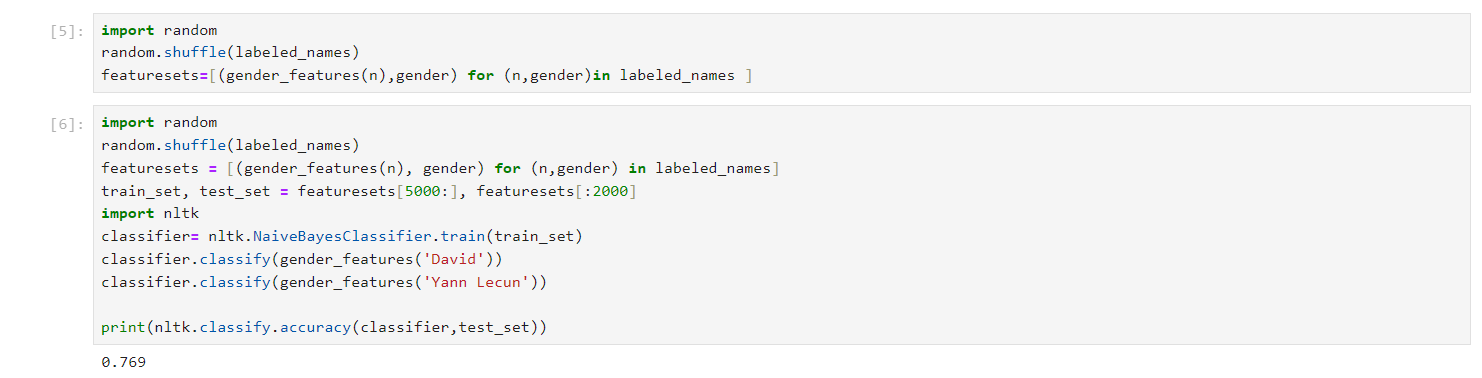 [5]: import random
random.shuffle(labeled_names)
featuresets=[(gender_features(n),gender) for (n,gender)in labeled_names ]
[6]: import random
random.shuffle(labeled_names)
featuresets = [(gender_features(n), gender) for (n,gender) in labeled_names]
train_set, test_set = featuresets[5000:], featuresets[:2000]
import nltk
classifier= nltk.NaiveBayesClassifier.train(train_set)
classifier.classify(gender_features('David'))
classifier.classify(gender_features('Yann Lecun'))
print(nltk.classify.accuracy(classifier,test_set))
0.769